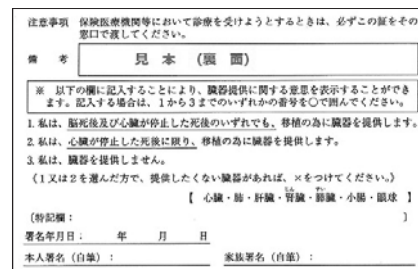 注意事項 保険医療機関等において診療を受けようとするときは、必ずこの証をその
窓口で渡してください。
備考 見本（裏面）
※ 以下の欄に記入することにより、臓器提供に関する意思を表示することができ
ます。記入する場合は、１から３までのいずれかの番号を〇で囲んでください。
1. 私は、脳死後及び心臓が停止した死後のいずれでも、移植の為に臓器を提供します。
2. 私は、心臓が停止した死後に限り、移植の為に臓器を提供します。
3. 私は、臓器を提供しません。
《１又は２を選んだ方で、提供したくない臓器があれば、×をつけてください。》
【 心臓・肺・肝臓・腎臓・膵臓・小腸・眼球 】
じん すい
〔特記欄： 〕
署名年月日： 年 月 日
本人署名（自筆）： 家族署名（自筆）：